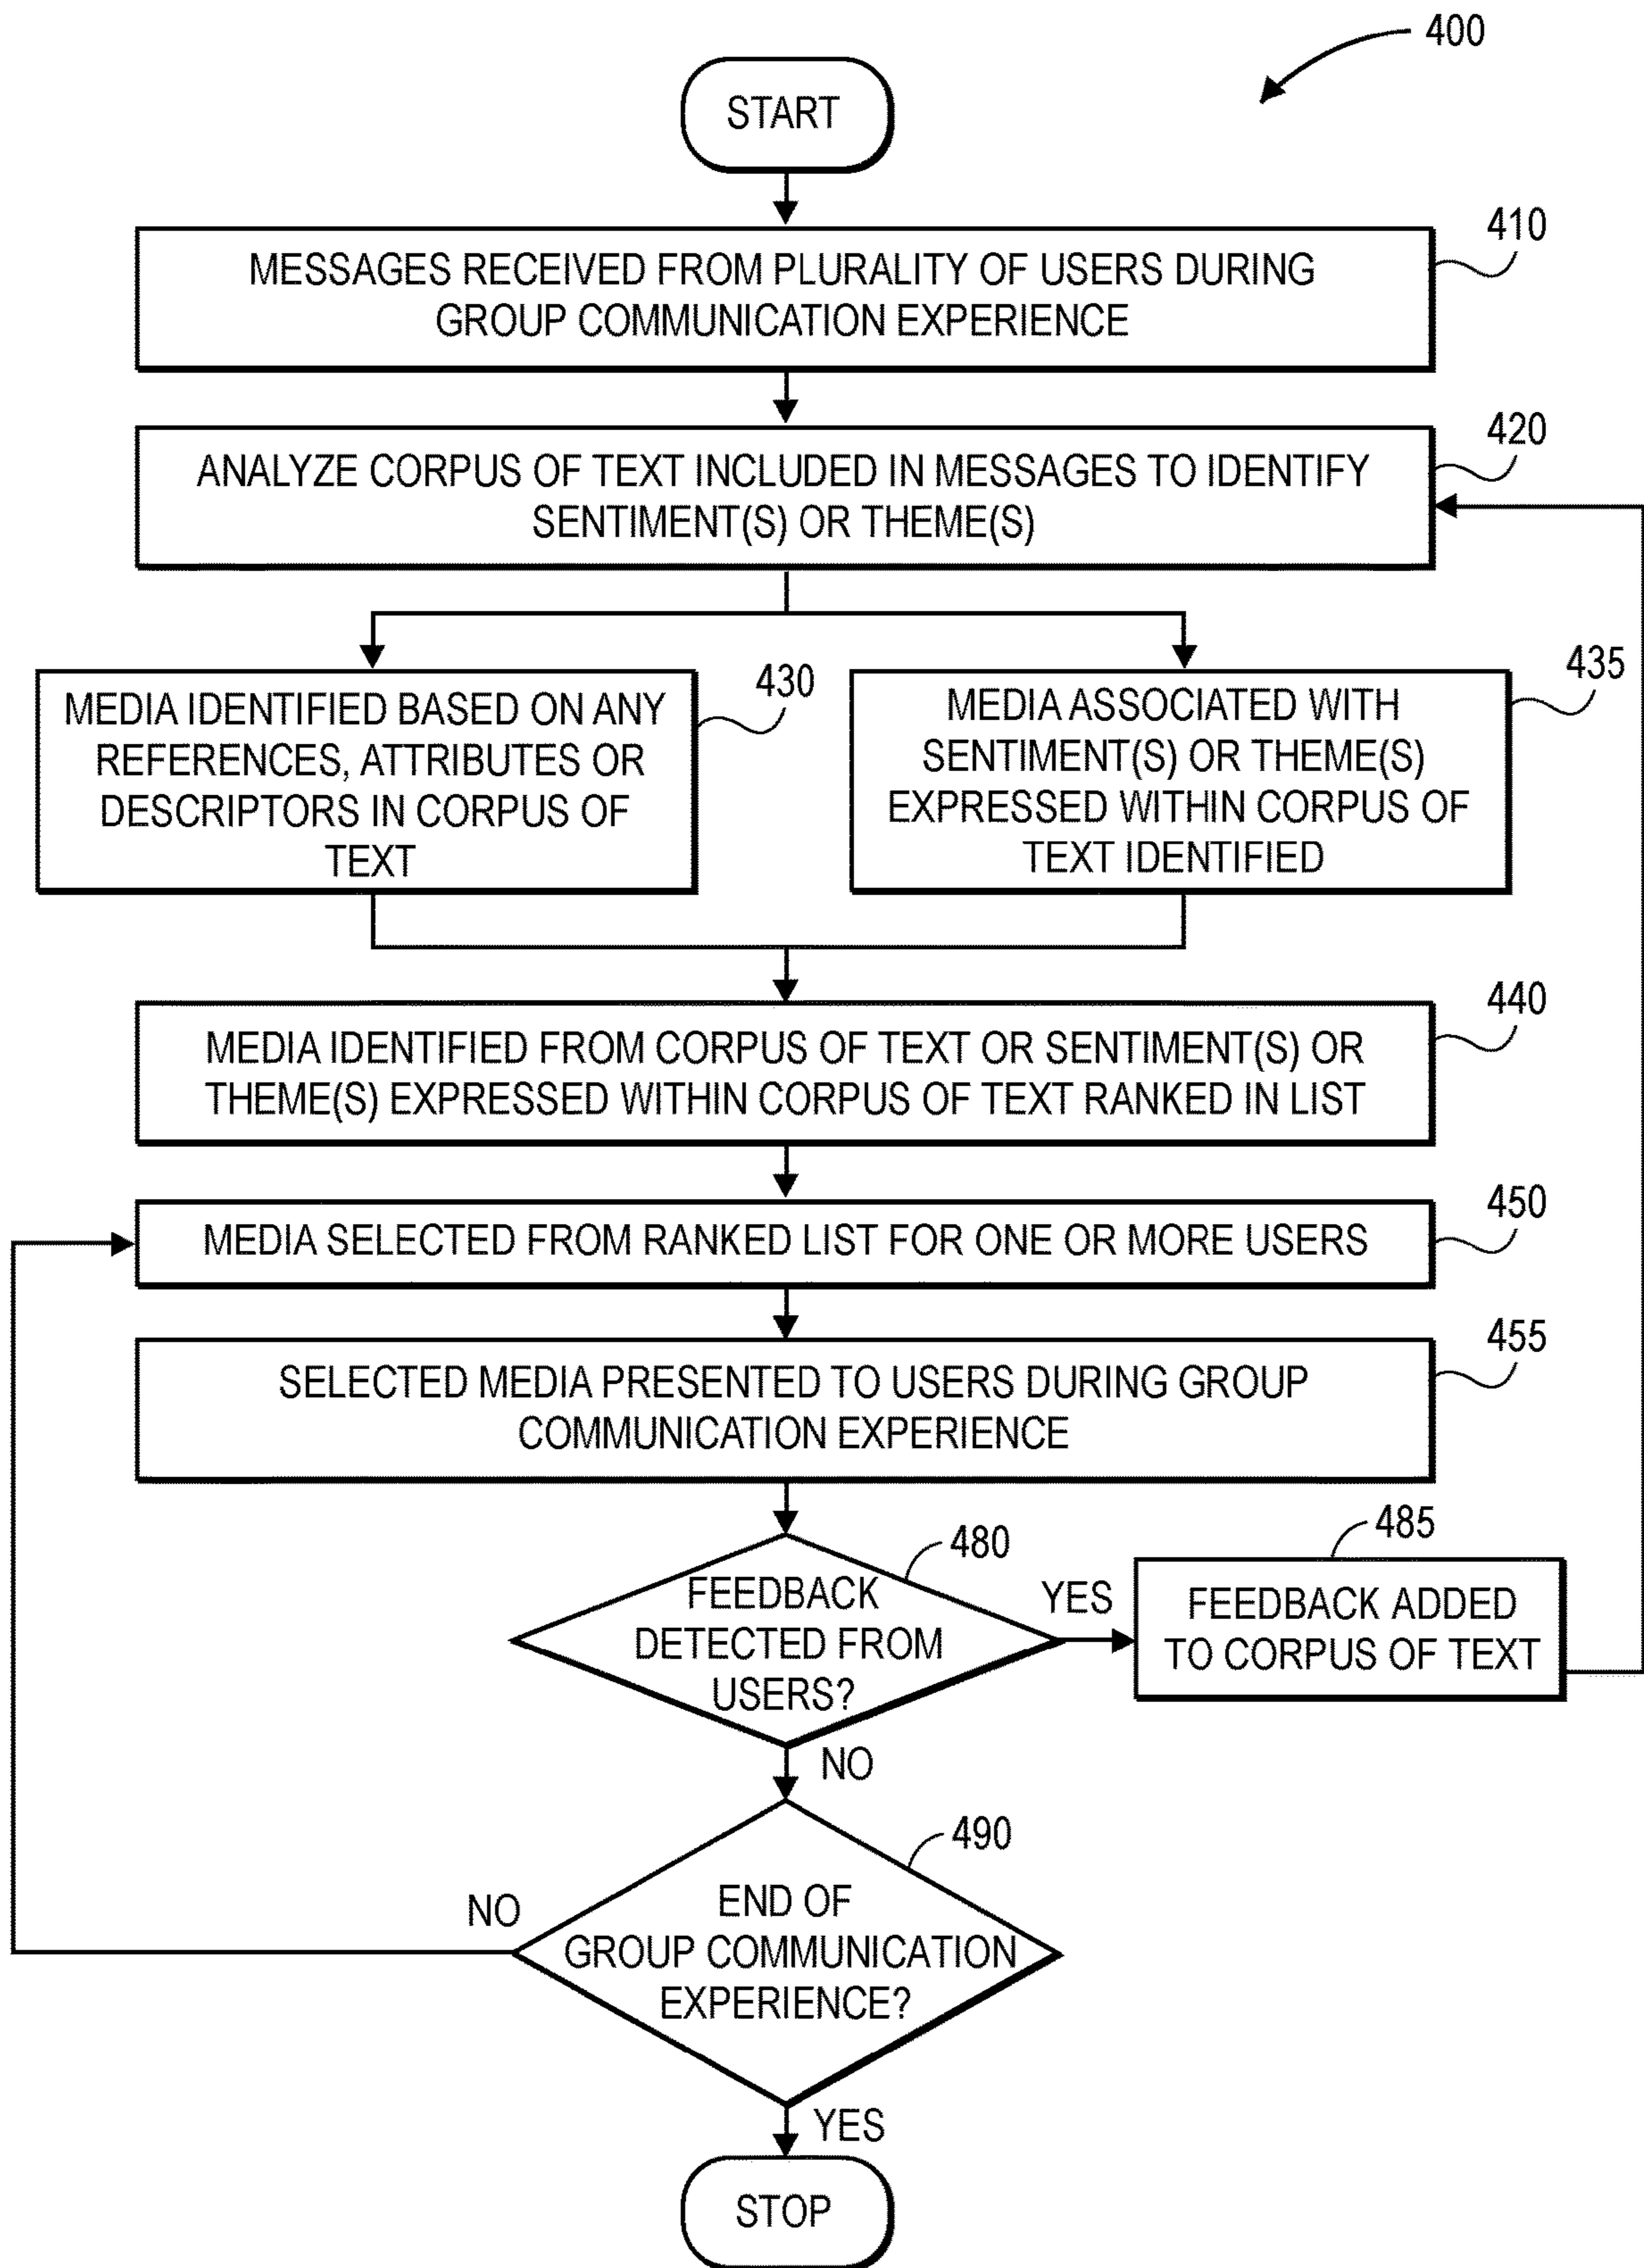 400
START
410
MESSAGES RECEIVED FROM PLURALITY OF USERS DURING
GROUP COMMUNICATION EXPERIENCE
420
ANALYZE CORPUS OF TEXT INCLUDED IN MESSAGES TO IDENTIFY
SENTIMENT(S) OR THEME(S)
430
MEDIA IDENTIFIED BASED ON ANY
REFERENCES, ATTRIBUTES OR
DESCRIPTORS IN CORPUS OF
TEXT
435
MEDIA ASSOCIATED WITH
SENTIMENT(S) OR THEME(S)
EXPRESSED WITHIN CORPUS OF
TEXT IDENTIFIED
440
MEDIA IDENTIFIED FROM CORPUS OF TEXT OR SENTIMENT(S) OR
THEME(S) EXPRESSED WITHIN CORPUS OF TEXT RANKED IN LIST
450
MEDIA SELECTED FROM RANKED LIST FOR ONE OR MORE USERS
455
SELECTED MEDIA PRESENTED TO USERS DURING GROUP
COMMUNICATION EXPERIENCE
480
FEEDBACK
DETECTED FROM
USERS?
YES
485
FEEDBACK ADDED
TO CORPUS OF TEXT
NO
490
END OF
GROUP COMMUNICATION
EXPERIENCE?
NO
YES
STOP